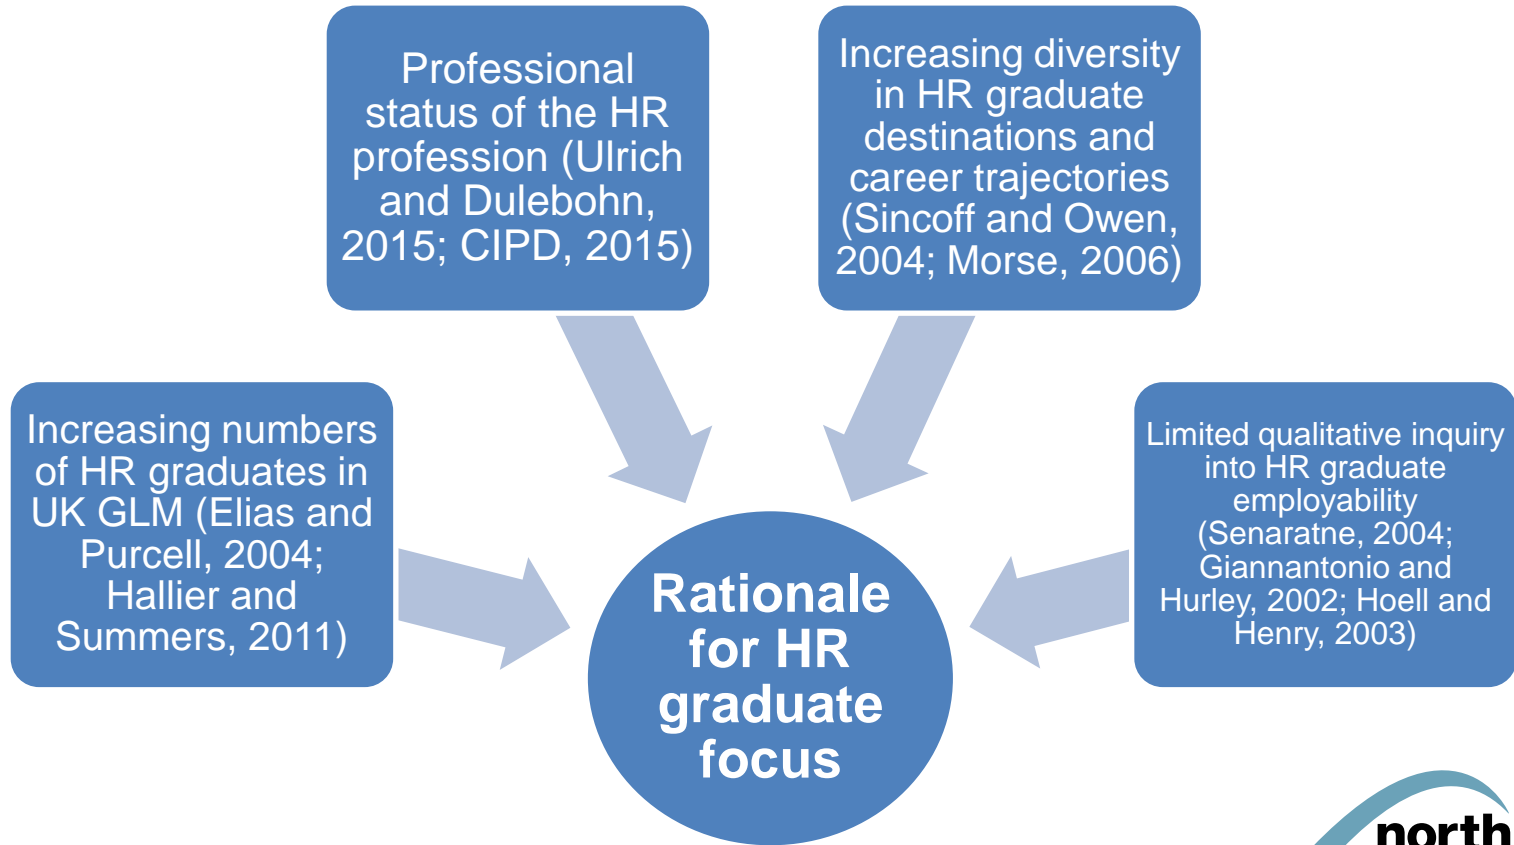 Professional
status of the HR
profession (Ulrich
and Dulebohn,
2015; CIPD, 2015)
Increasing diversity
in HR graduate
destinations and
career trajectories
(Sincoff and Owen,
2004; Morse, 2006)
Increasing numbers
of HR graduates in
UK GLM (Elias and
Purcell, 2004;
Hallier and
Summers, 2011)
Limited qualitative inquiry
into HR graduate
employability
(Senaratne, 2004;
Giannantonio and
Hurley, 2002; Hoell and
Henry, 2003)
Rationale
for HR
graduate
focus
north